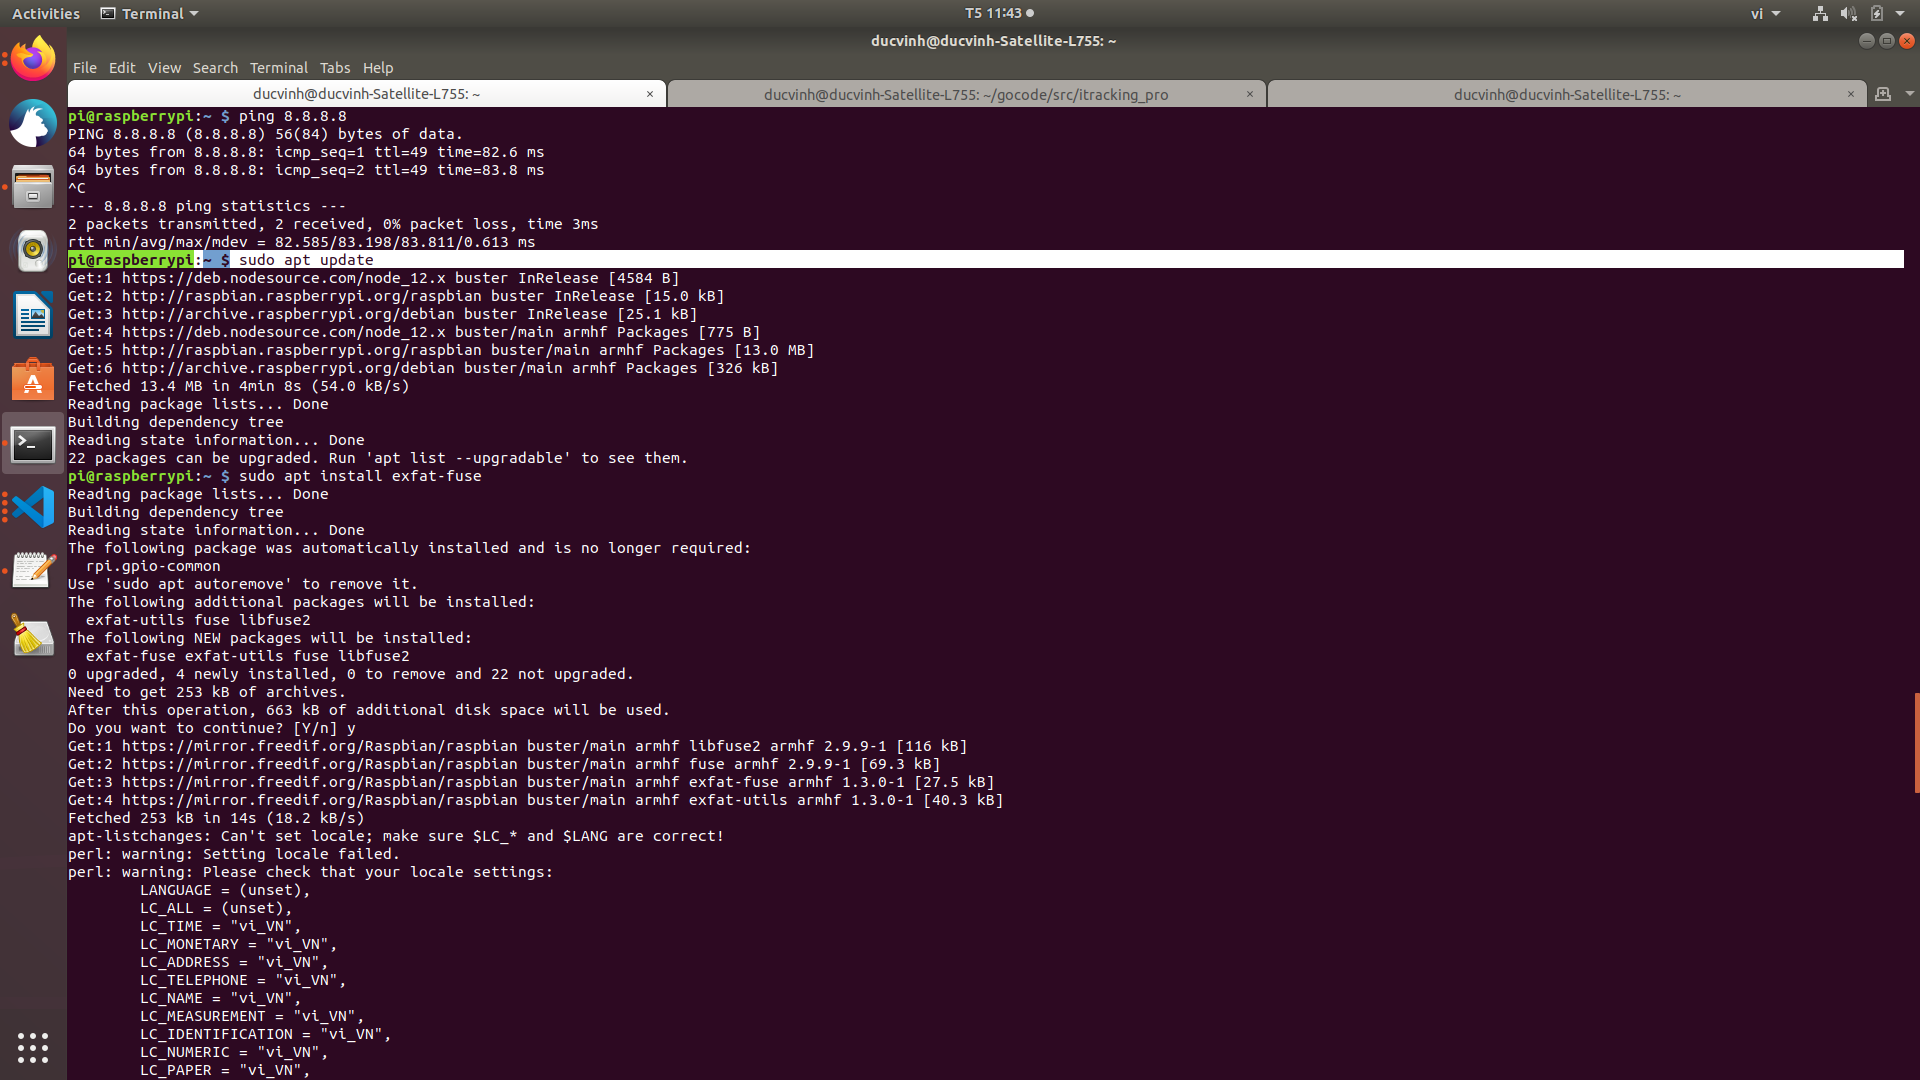 Activities
Terminal
T5 11:43
vi
ducvinh@ducvinh-Satellite-L755: ~
File Edit View Search Terminal Tabs Help
ducvinh@ducvinh-Satellite-L755: ~ ×
ducvinh@ducvinh-Satellite-L755: ~/gocode/src/itracking_pro ×
ducvinh@ducvinh-Satellite-L755: ~ ×
pi@raspberrypi:~ $ ping 8.8.8.8
PING 8.8.8.8 (8.8.8.8) 56(84) bytes of data.
64 bytes from 8.8.8.8: icmp_seq=1 ttl=49 time=82.6 ms
64 bytes from 8.8.8.8: icmp_seq=2 ttl=49 time=83.8 ms
^C
--- 8.8.8.8 ping statistics ---
2 packets transmitted, 2 received, 0% packet loss, time 3ms
rtt min/avg/max/mdev = 82.585/83.198/83.811/0.613 ms
pi@raspberrypi:~ $ sudo apt update
Get:1 https://deb.nodesource.com/node_12.x buster InRelease [4584 B]
Get:2 http://raspbian.raspberrypi.org/raspbian buster InRelease [15.0 kB]
Get:3 http://archive.raspberrypi.org/debian buster InRelease [25.1 kB]
Get:4 https://deb.nodesource.com/node_12.x buster/main armhf Packages [775 B]
Get:5 http://raspbian.raspberrypi.org/raspbian buster/main armhf Packages [13.0 MB]
Get:6 http://archive.raspberrypi.org/debian buster/main armhf Packages [326 kB]
Fetched 13.4 MB in 4min 8s (54.0 kB/s)
Reading package lists... Done
Building dependency tree
Reading state information... Done
22 packages can be upgraded. Run 'apt list --upgradable' to see them.
pi@raspberrypi:~ $ sudo apt install exfat-fuse
Reading package lists... Done
Building dependency tree
Reading state information... Done
The following package was automatically installed and is no longer required:
  rpi.gpio-common
Use 'sudo apt autoremove' to remove it.
The following additional packages will be installed:
  exfat-utils fuse libfuse2
The following NEW packages will be installed:
  exfat-fuse exfat-utils fuse libfuse2
0 upgraded, 4 newly installed, 0 to remove and 22 not upgraded.
Need to get 253 kB of archives.
After this operation, 663 kB of additional disk space will be used.
Do you want to continue? [Y/n] y
Get:1 https://mirror.freedif.org/Raspbian/raspbian buster/main armhf libfuse2 armhf 2.9.9-1 [116 kB]
Get:2 https://mirror.freedif.org/Raspbian/raspbian buster/main armhf fuse armhf 2.9.9-1 [69.3 kB]
Get:3 https://mirror.freedif.org/Raspbian/raspbian buster/main armhf exfat-fuse armhf 1.3.0-1 [27.5 kB]
Get:4 https://mirror.freedif.org/Raspbian/raspbian buster/main armhf exfat-utils armhf 1.3.0-1 [40.3 kB]
Fetched 253 kB in 14s (18.2 kB/s)
apt-listchanges: Can't set locale; make sure $LC_* and $LANG are correct!
perl: warning: Setting locale failed.
perl: warning: Please check that your locale settings:
        LANGUAGE = (unset),
        LC_ALL = (unset),
        LC_TIME = "vi_VN",
        LC_MONETARY = "vi_VN",
        LC_ADDRESS = "vi_VN",
        LC_TELEPHONE = "vi_VN",
        LC_NAME = "vi_VN",
        LC_MEASUREMENT = "vi_VN",
        LC_IDENTIFICATION = "vi_VN",
        LC_NUMERIC = "vi_VN",
        LC_PAPER = "vi_VN",